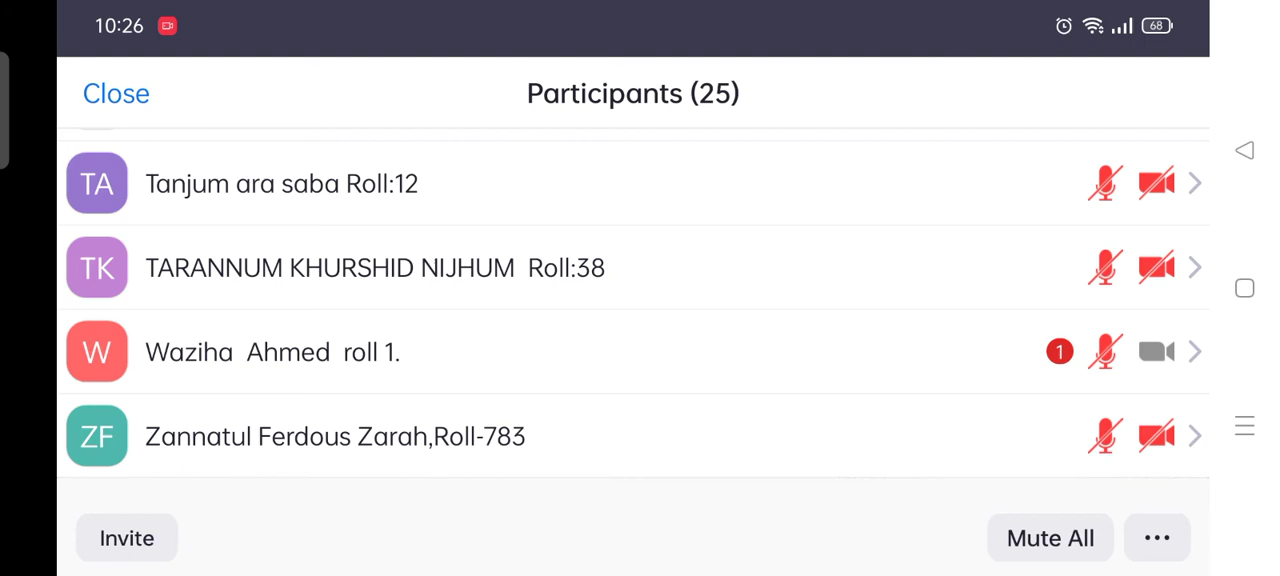 10:26
68
Close
Participants (25)
TA
Tanjum ara saba Roll:12
TK
TARANNUM KHURSHID NIJHUM Roll:38
W
Waziha Ahmed roll 1.
1
ZF
Zannatul Ferdous Zarah,Roll-783
Invite
Mute All